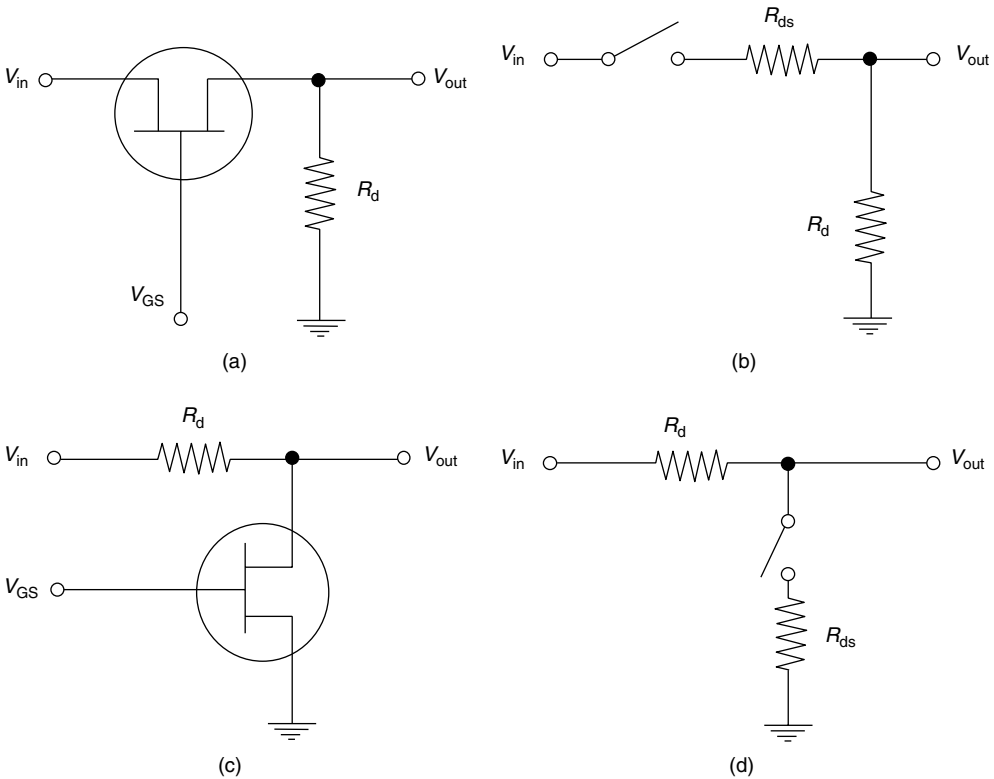 V_in
V_out
R_d
V_GS
(a)
R_ds
V_in
V_out
R_d
(b)
R_d
V_in
V_out
V_GS
(c)
R_d
V_in
V_out
R_ds
(d)